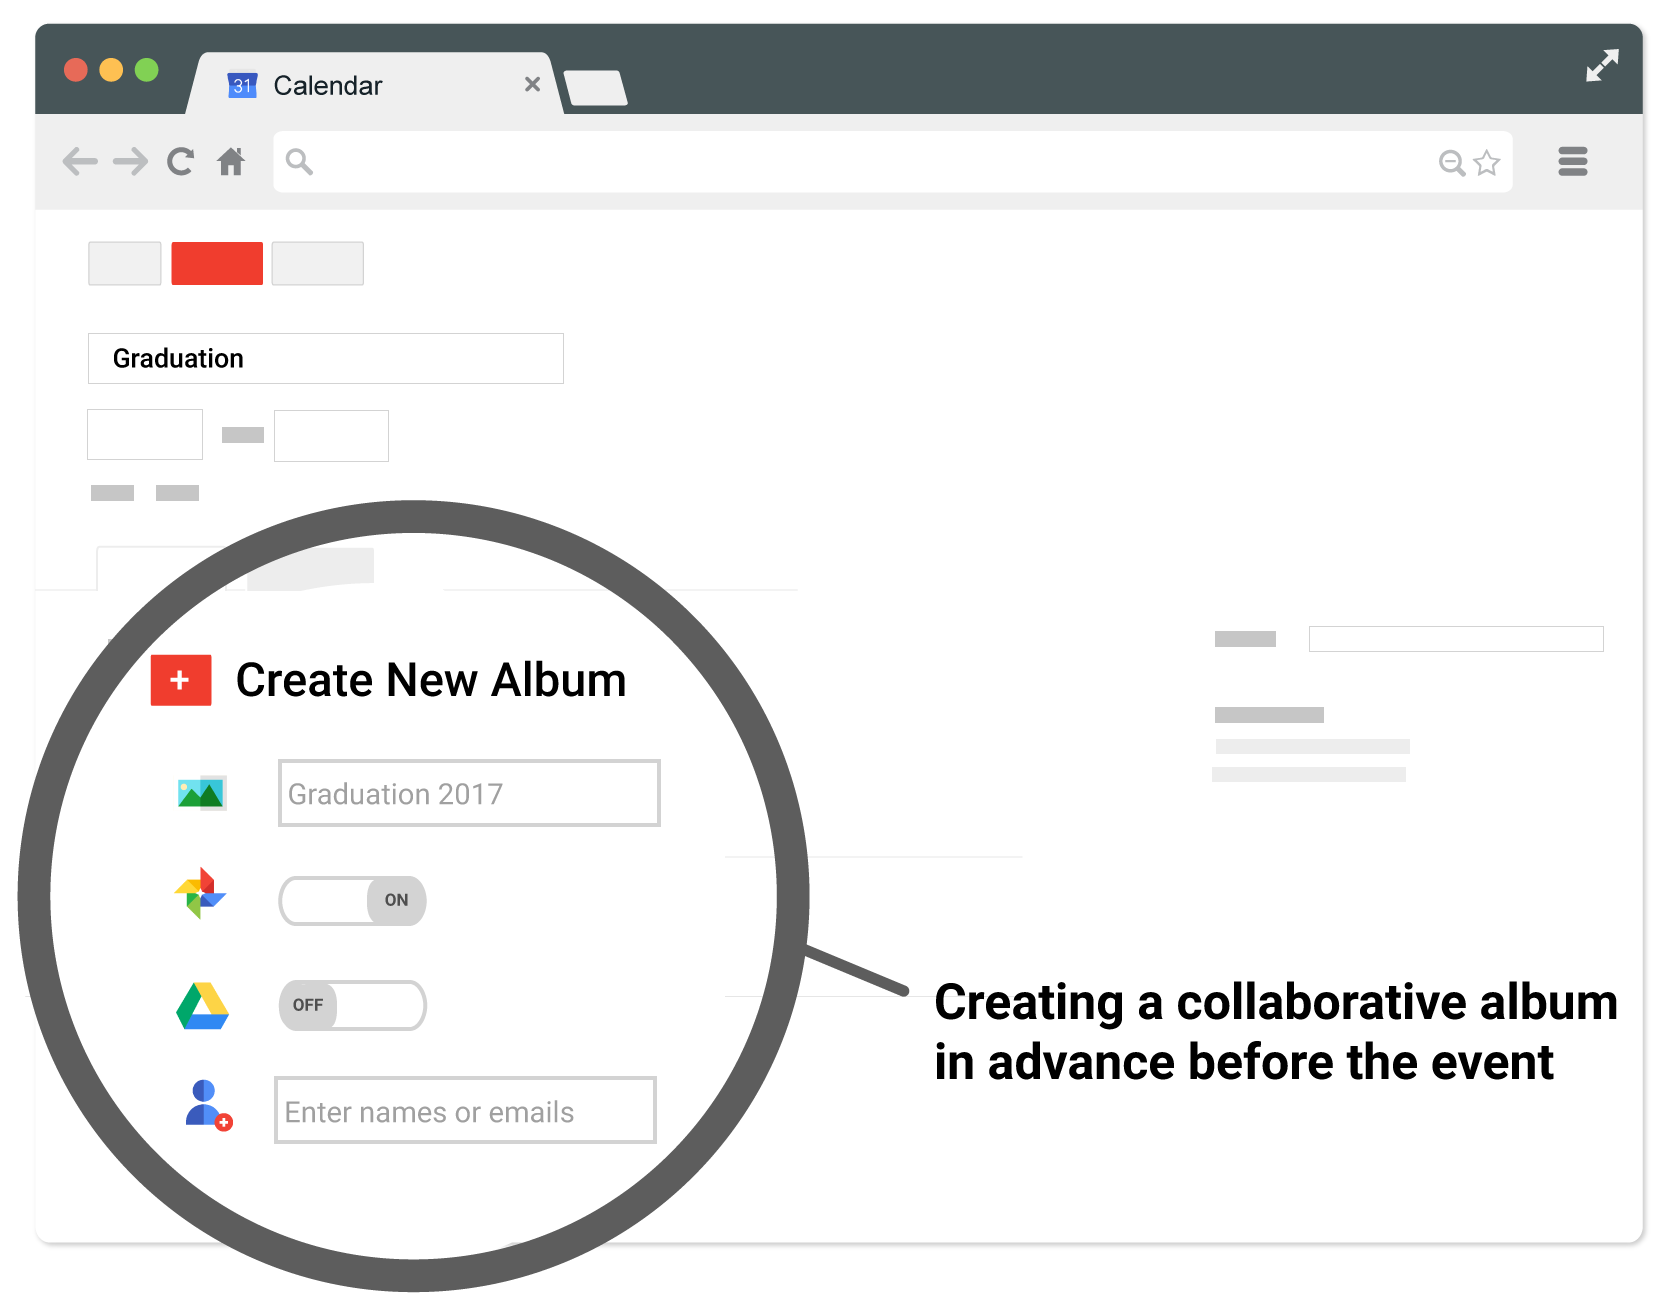 31 Calendar
Graduation
Create New Album
Graduation 2017
ON
OFF
Enter names or emails
Creating a collaborative album
in advance before the event